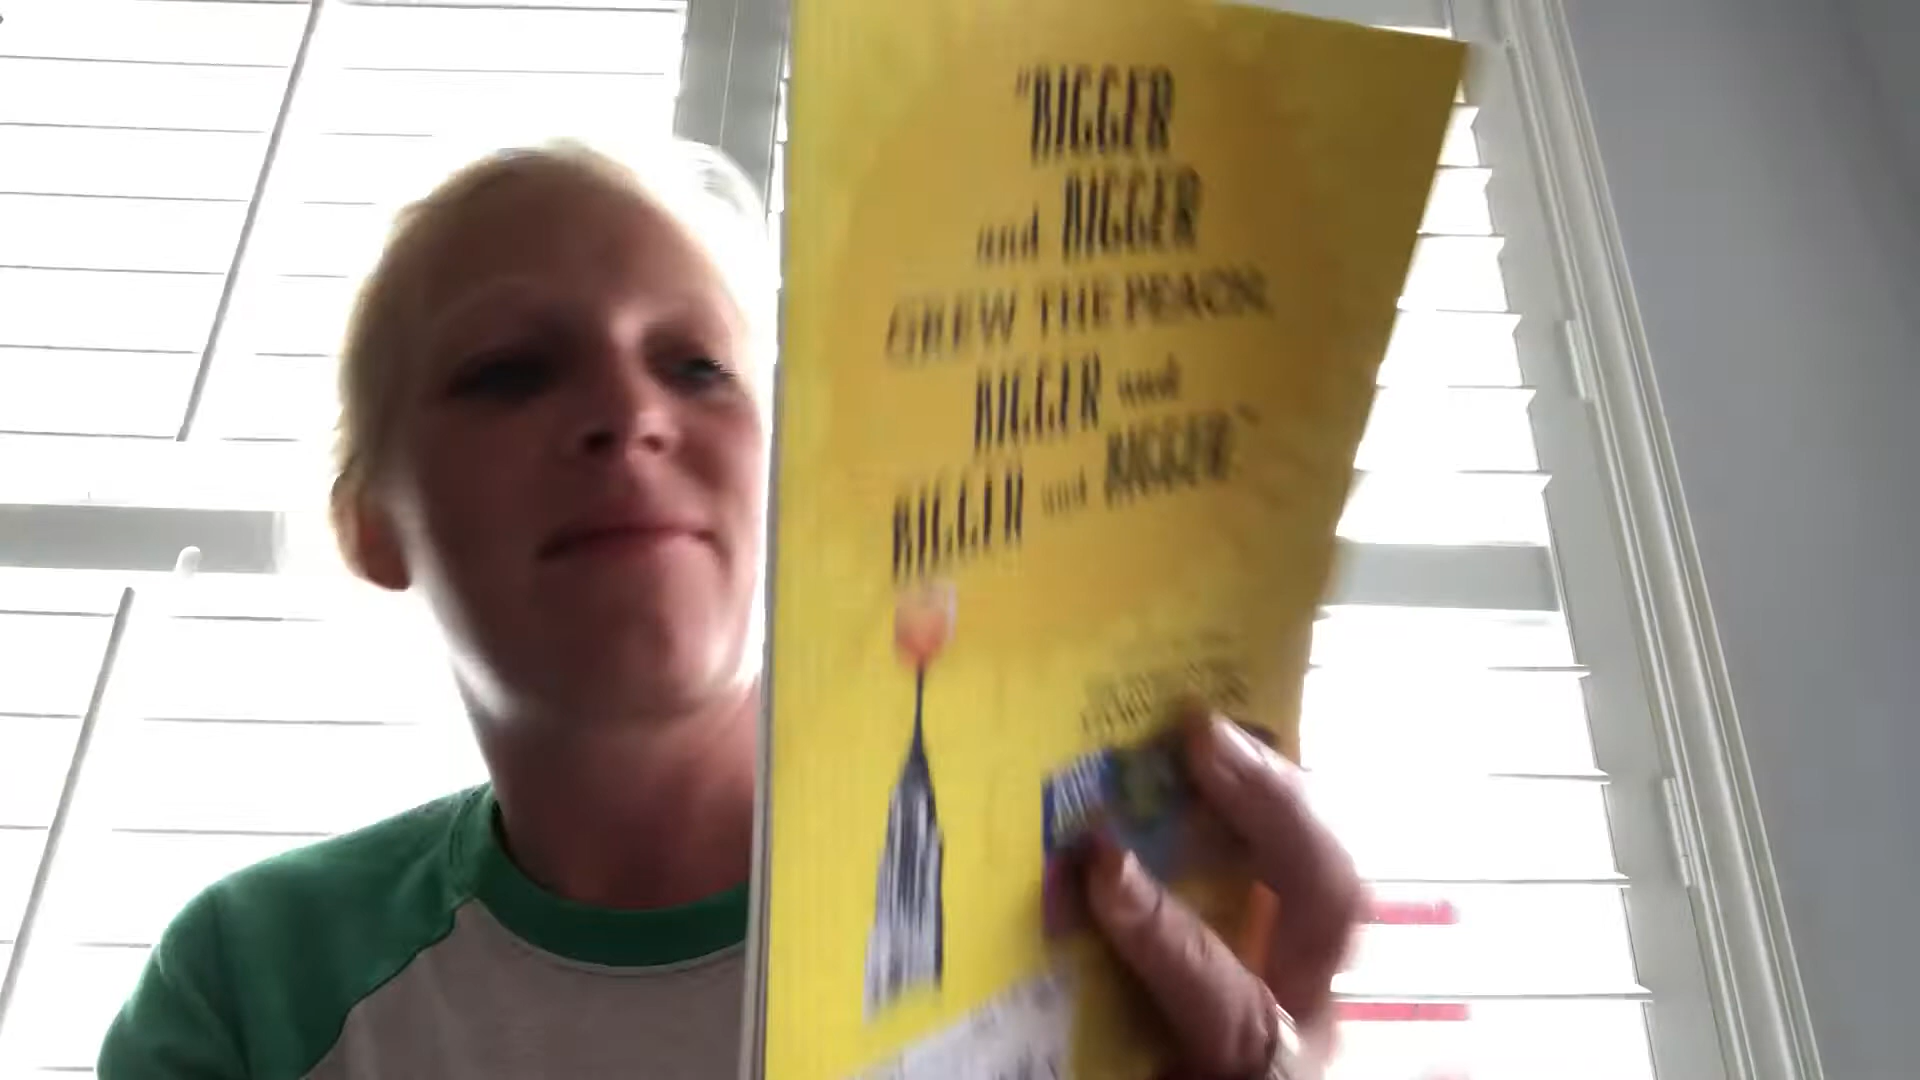 "BIGGER
and BIGGER
GREW THE PEACH,
BIGGER and
BIGGER and BIGGER"